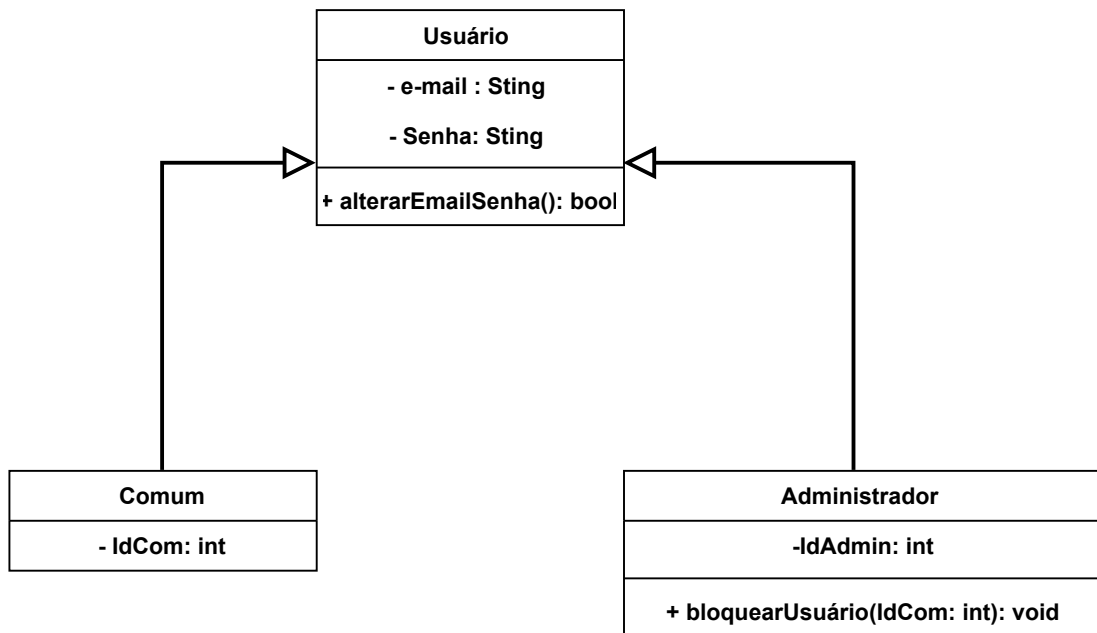 Usuário
- e-mail : Sting
- Senha: Sting
+ alterarEmailSenha(): bool
Comum
- IdCom: int
Administrador
-IdAdmin: int
+ bloquearUsuário(IdCom: int): void